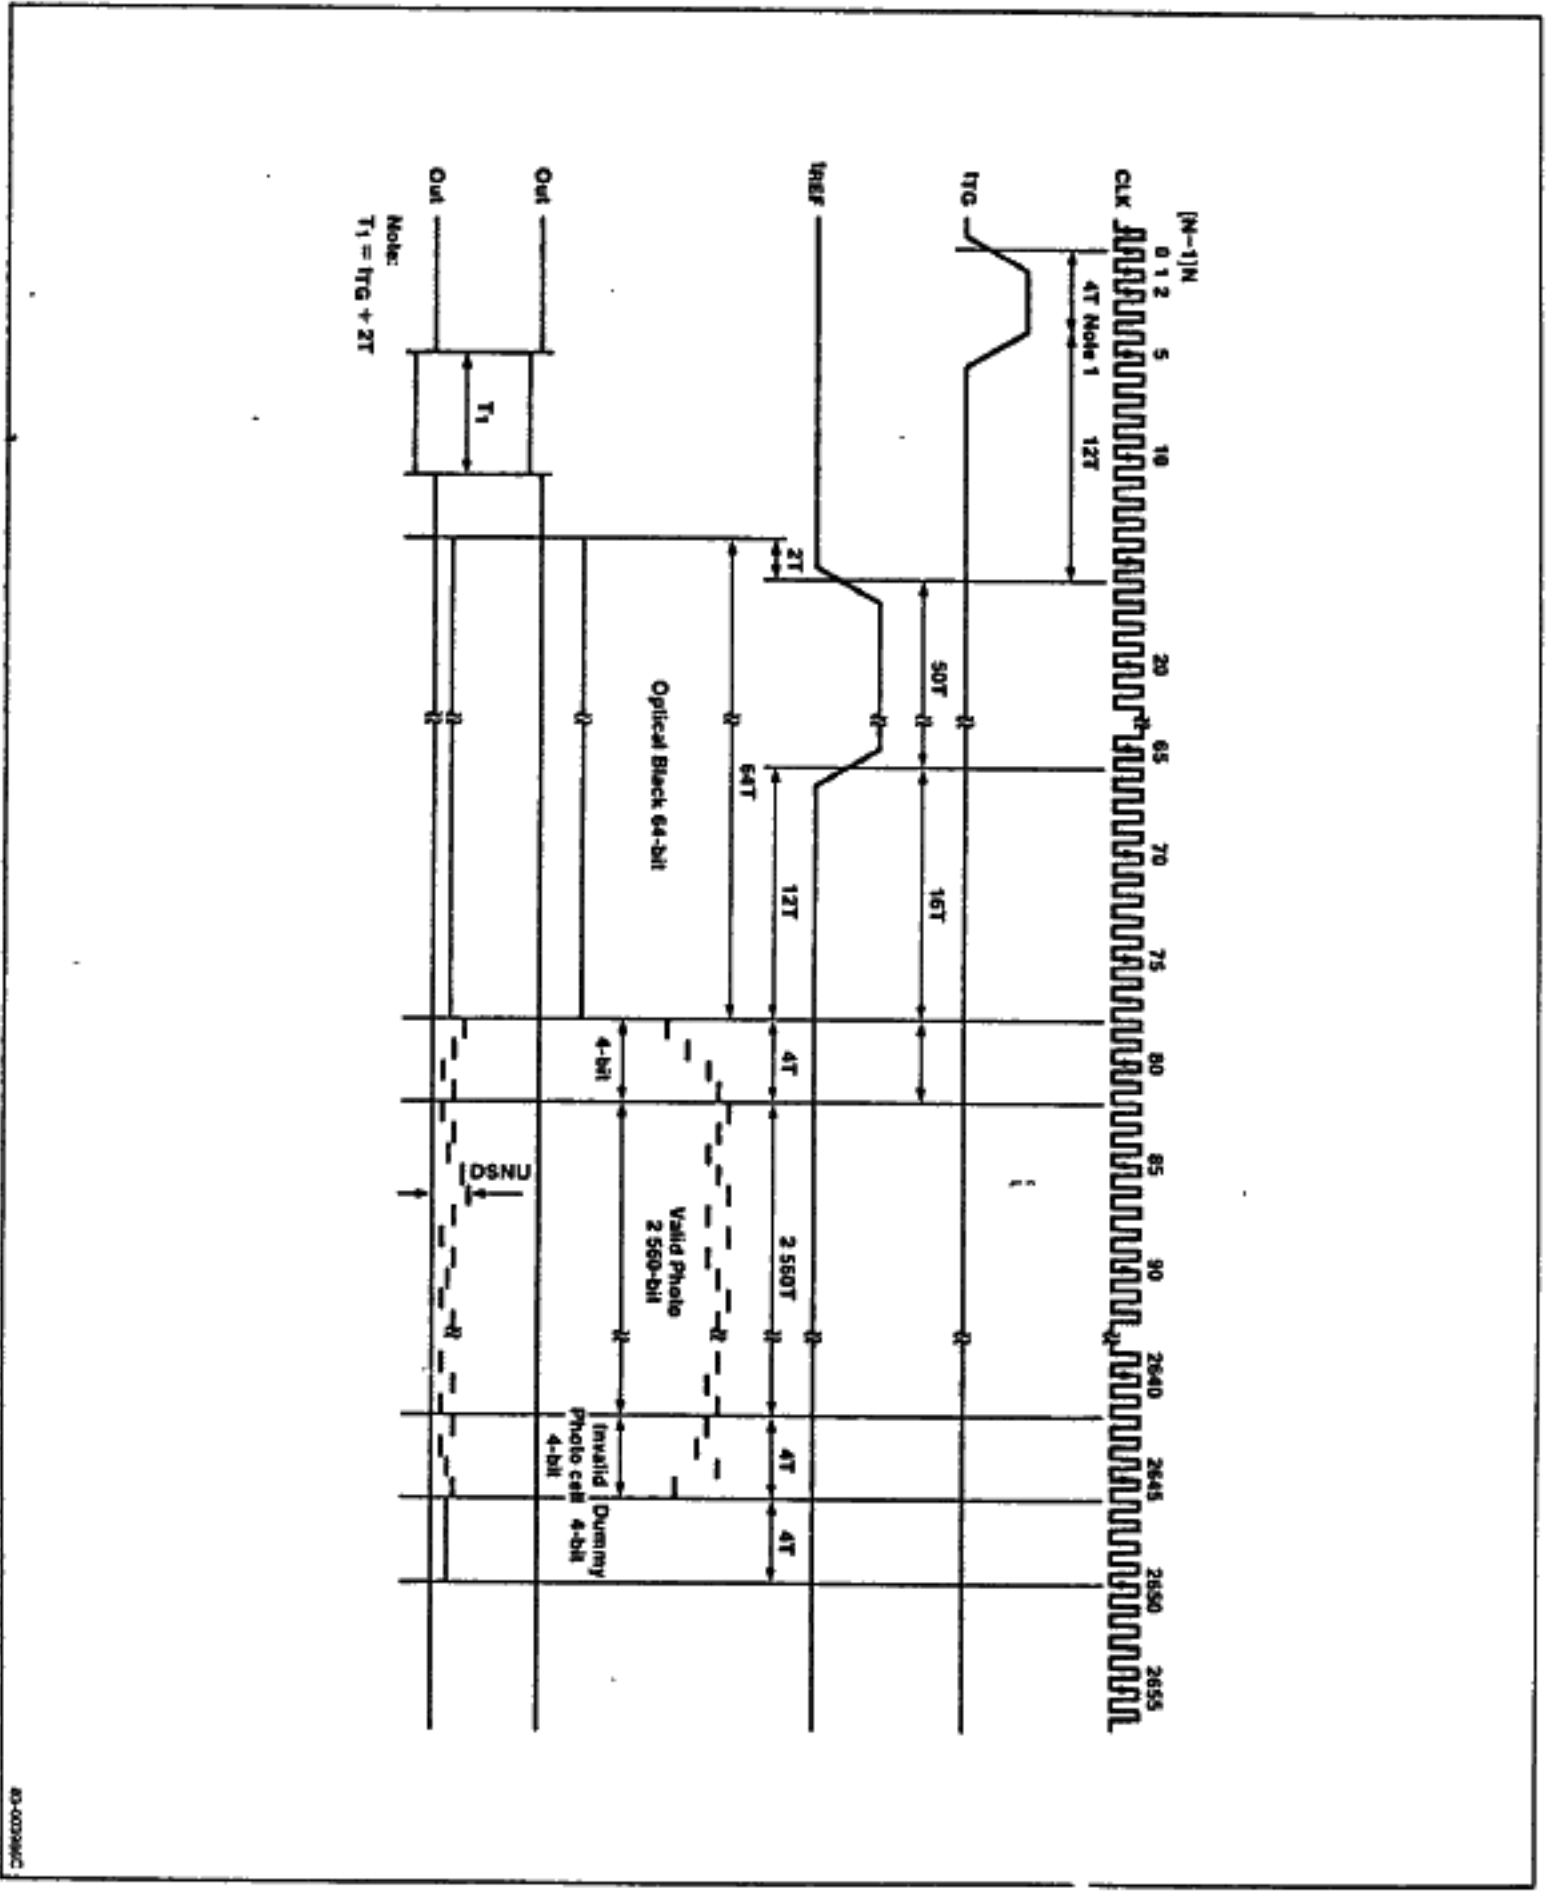 [N–1]N
0 1 2 5 10 20 65 70 75 80 85 90 2640 2645 2650 2655
CLK
4T Note 1 12T
tTG
50T 16T
tREF
2T 12T 4T 2 560T 4T 4T
64T
Optical Black 64-bit
Valid Photo
2 560-bit
4-bit
Invalid
Photo cell
4-bit
Dummy
4-bit
Out
DSNU
T1
Out
Note:
T1 = tTG + 2T